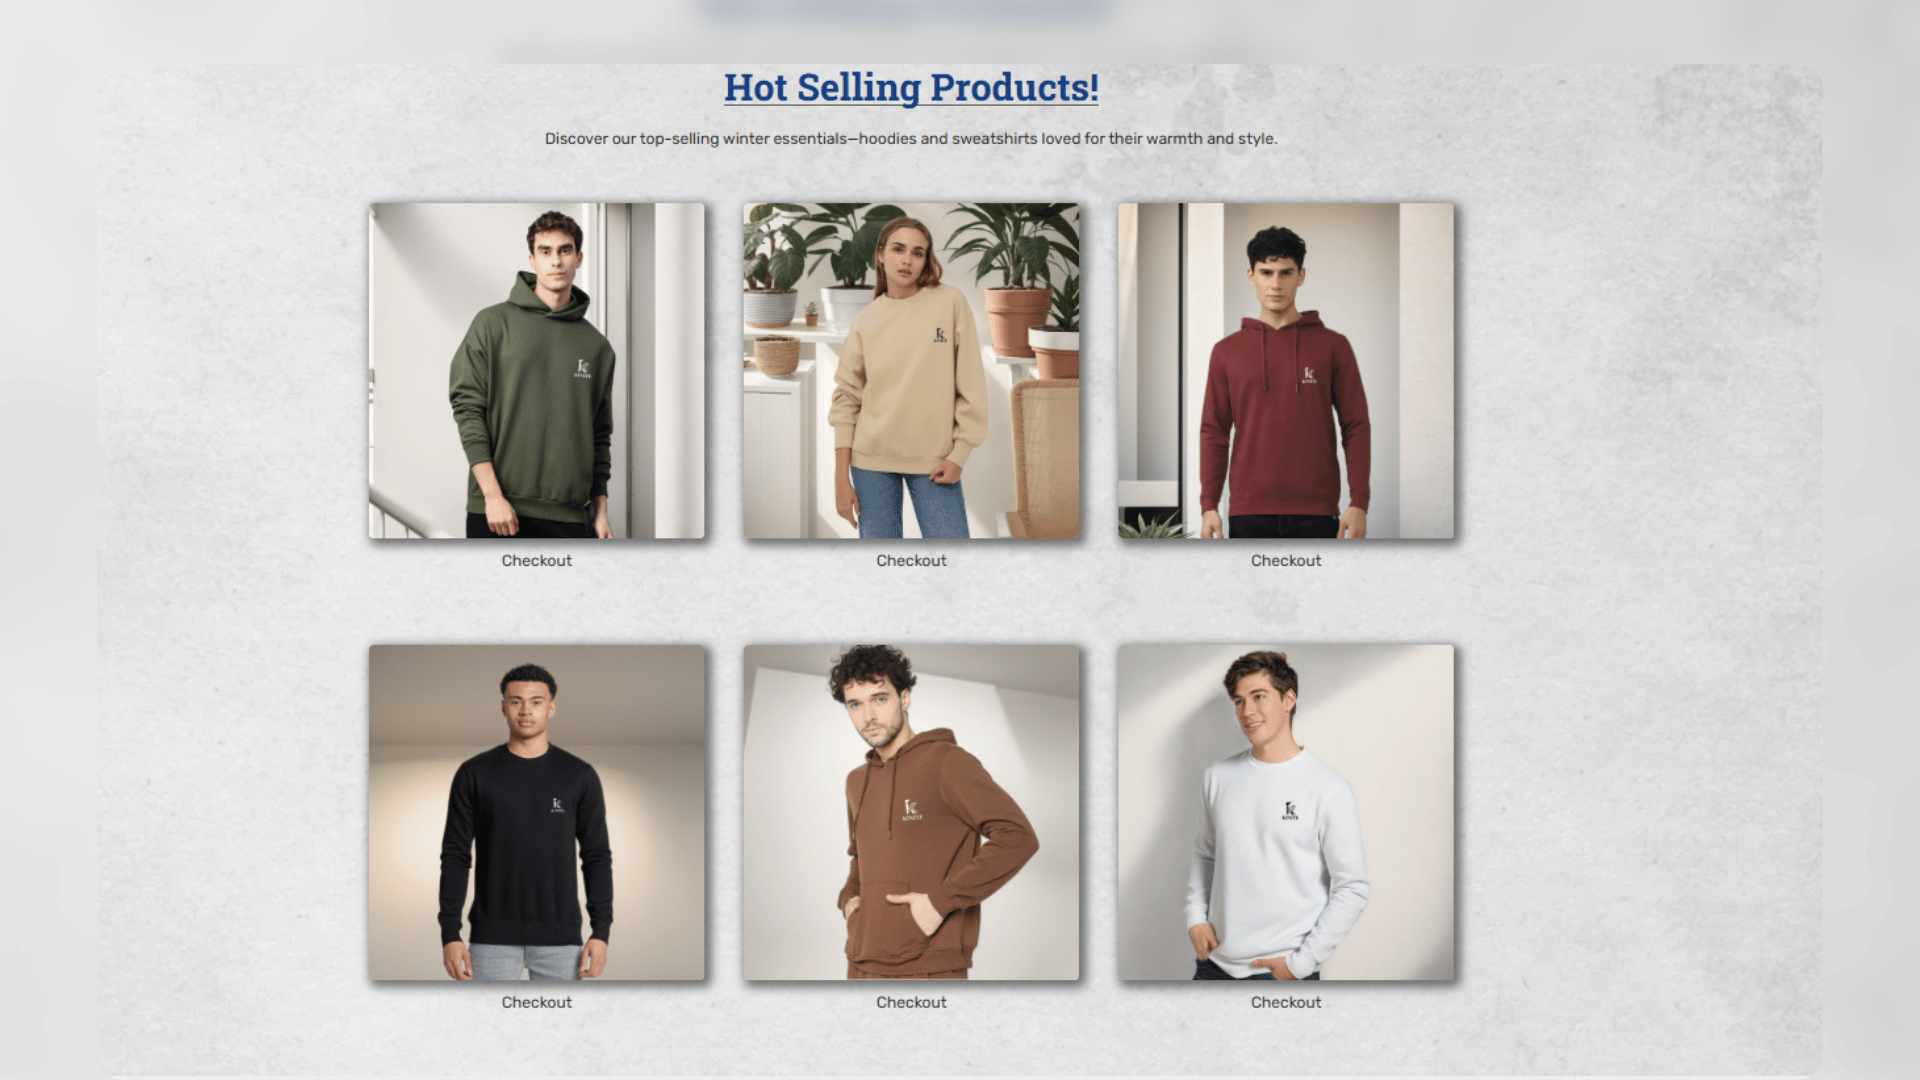 Hot Selling Products!
Discover our top-selling winter essentials—hoodies and sweatshirts loved for their warmth and style.
Checkout
Checkout
Checkout
Checkout
Checkout
Checkout